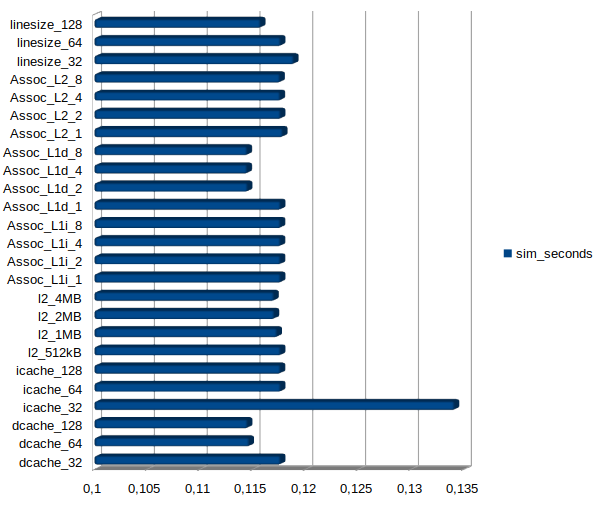 linesize_128
linesize_64
linesize_32
Assoc_L2_8
Assoc_L2_4
Assoc_L2_2
Assoc_L2_1
Assoc_L1d_8
Assoc_L1d_4
Assoc_L1d_2
Assoc_L1d_1
Assoc_L1i_8
Assoc_L1i_4
Assoc_L1i_2
Assoc_L1i_1
l2_4MB
l2_2MB
l2_1MB
l2_512kB
icache_128
icache_64
icache_32
dcache_128
dcache_64
dcache_32
0,1 0,105 0,11 0,115 0,12 0,125 0,13 0,135
sim_seconds